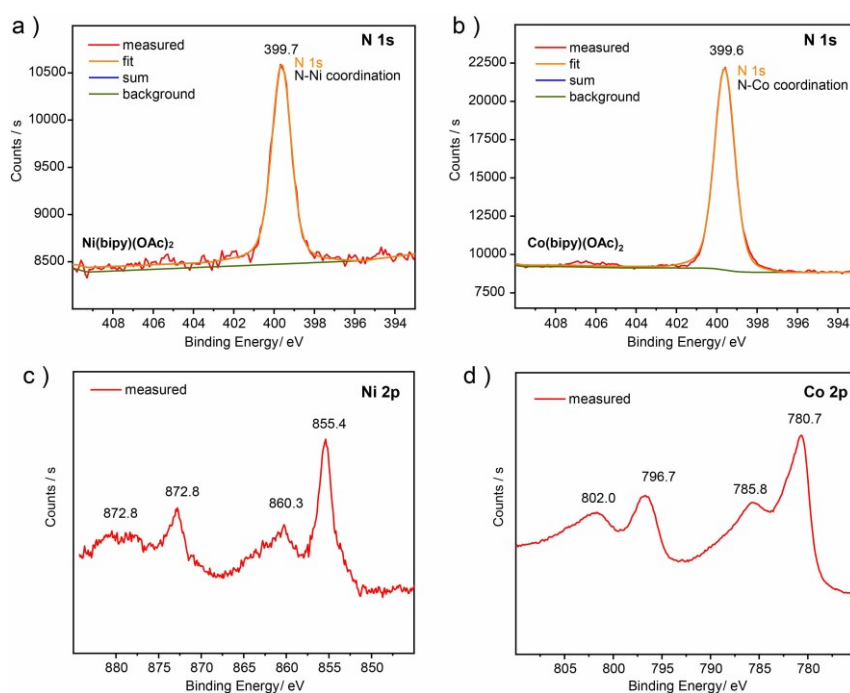 a )
N 1s
measured
fit
sum
background
399.7
N 1s
N-Ni coordination
Ni(bipy)(OAc)₂
Counts / s
10500
10000
9500
9000
8500
408 406 404 402 400 398 396 394
Binding Energy/ eV
b )
N 1s
measured
fit
sum
background
399.6
N 1s
N-Co coordination
Co(bipy)(OAc)₂
Counts / s
22500
20000
17500
15000
12500
10000
7500
408 406 404 402 400 398 396 394
Binding Energy/ eV
c )
Ni 2p
measured
872.8
872.8
860.3
855.4
Counts / s
880 875 870 865 860 855 850
Binding Energy/ eV
d )
Co 2p
measured
802.0
796.7
785.8
780.7
Counts / s
805 800 795 790 785 780
Binding Energy/ eV